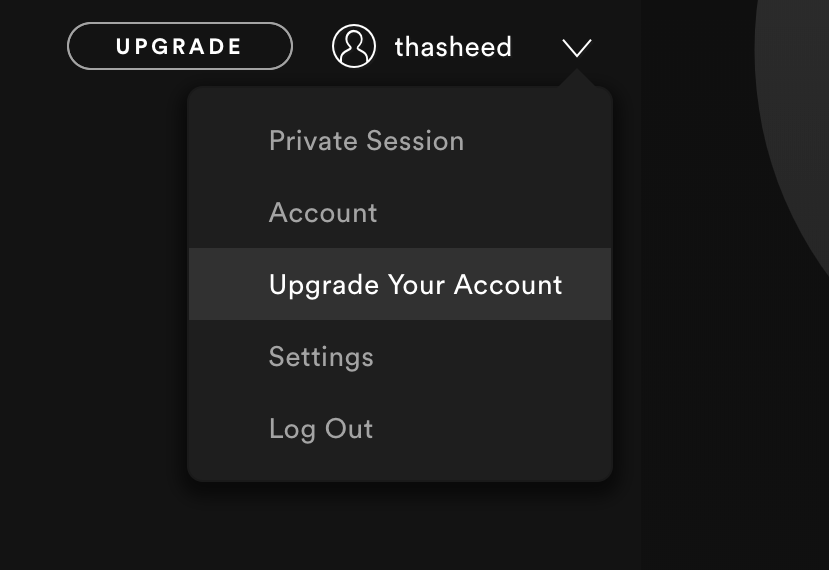 UPGRADE
thasheed
Private Session
Account
Upgrade Your Account
Settings
Log Out